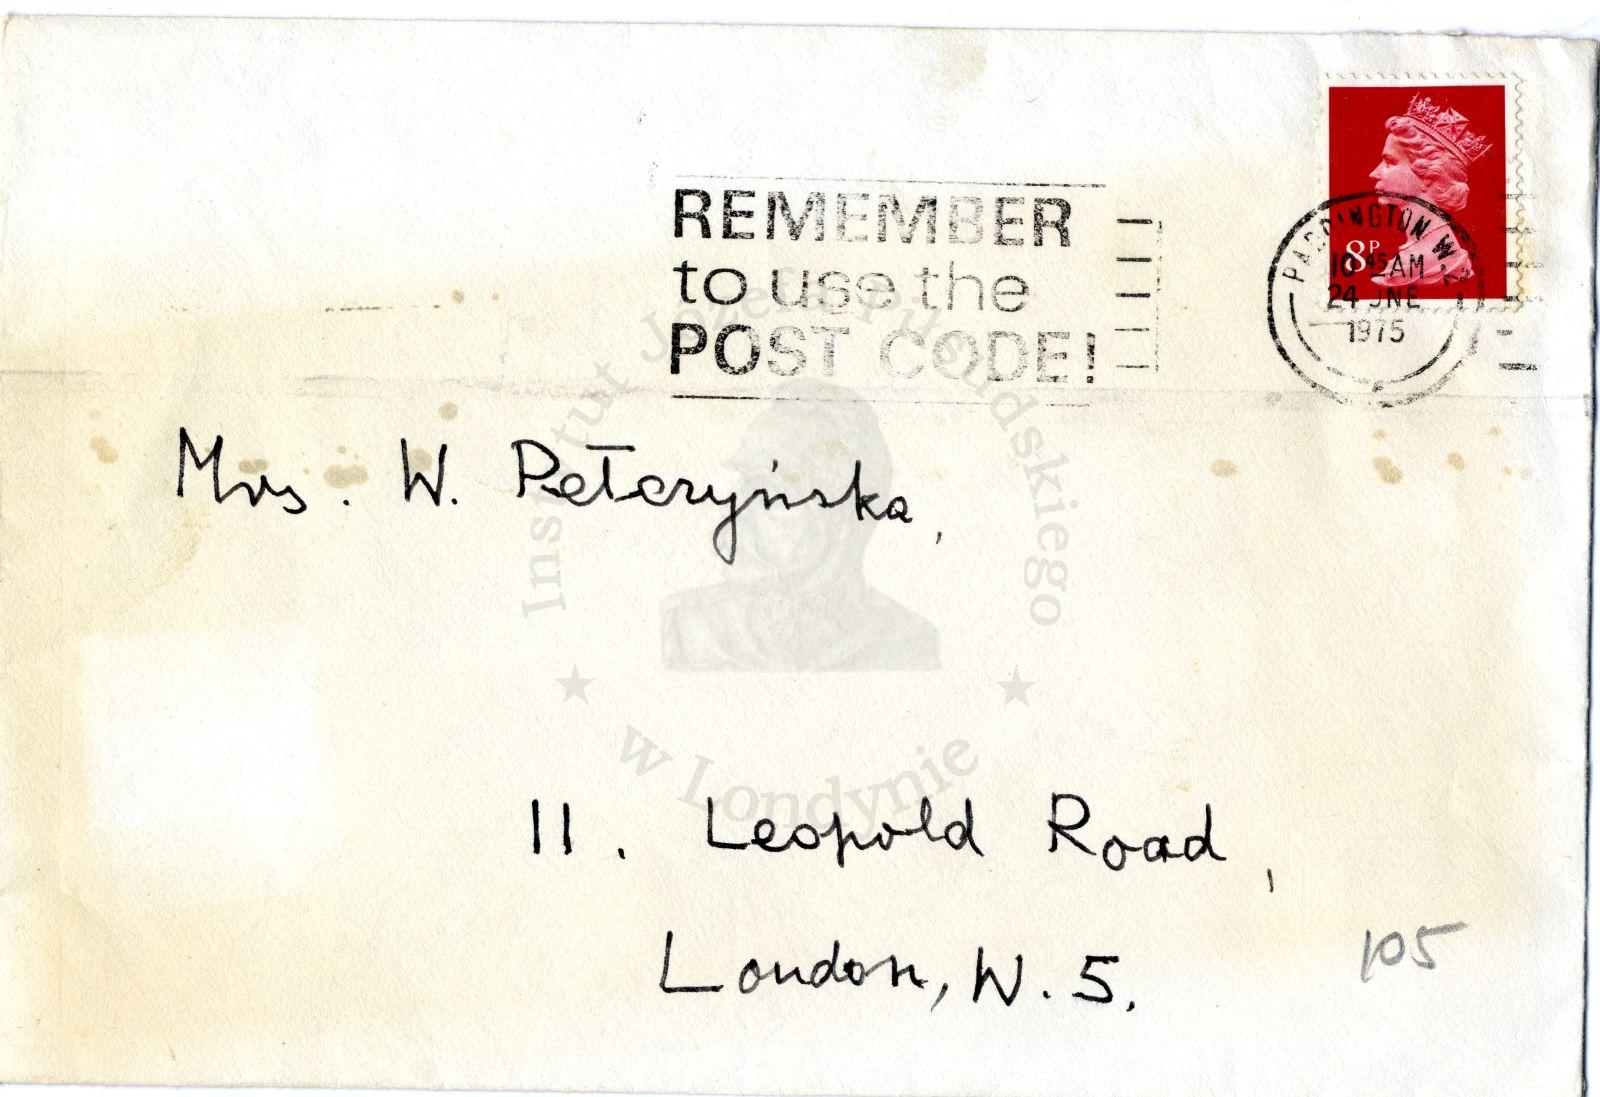 REMEMBER
to use the
POST CODE!
8P
PADDINGTON W.2
10 45 AM
24 JNE
1975
Mrs. W. Pełczyńska,
11. Leopold Road,
London, W. 5.
105
Instytut Józefa Piłsudskiego
w Londynie